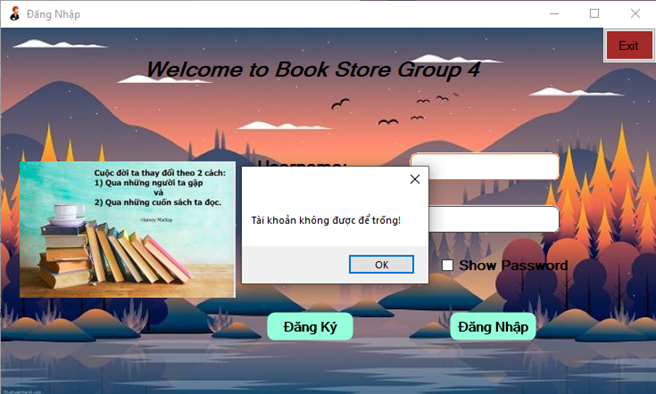 Đăng Nhập
Exit
Welcome to Book Store Group 4
Username:
Cuộc đời ta thay đổi theo 2 cách:
1) Qua những người ta gặp
và
2) Qua những cuốn sách ta đọc.
-Harvey MacKay
Tài khoản không được để trống!
OK
Show Password
Đăng Ký
Đăng Nhập